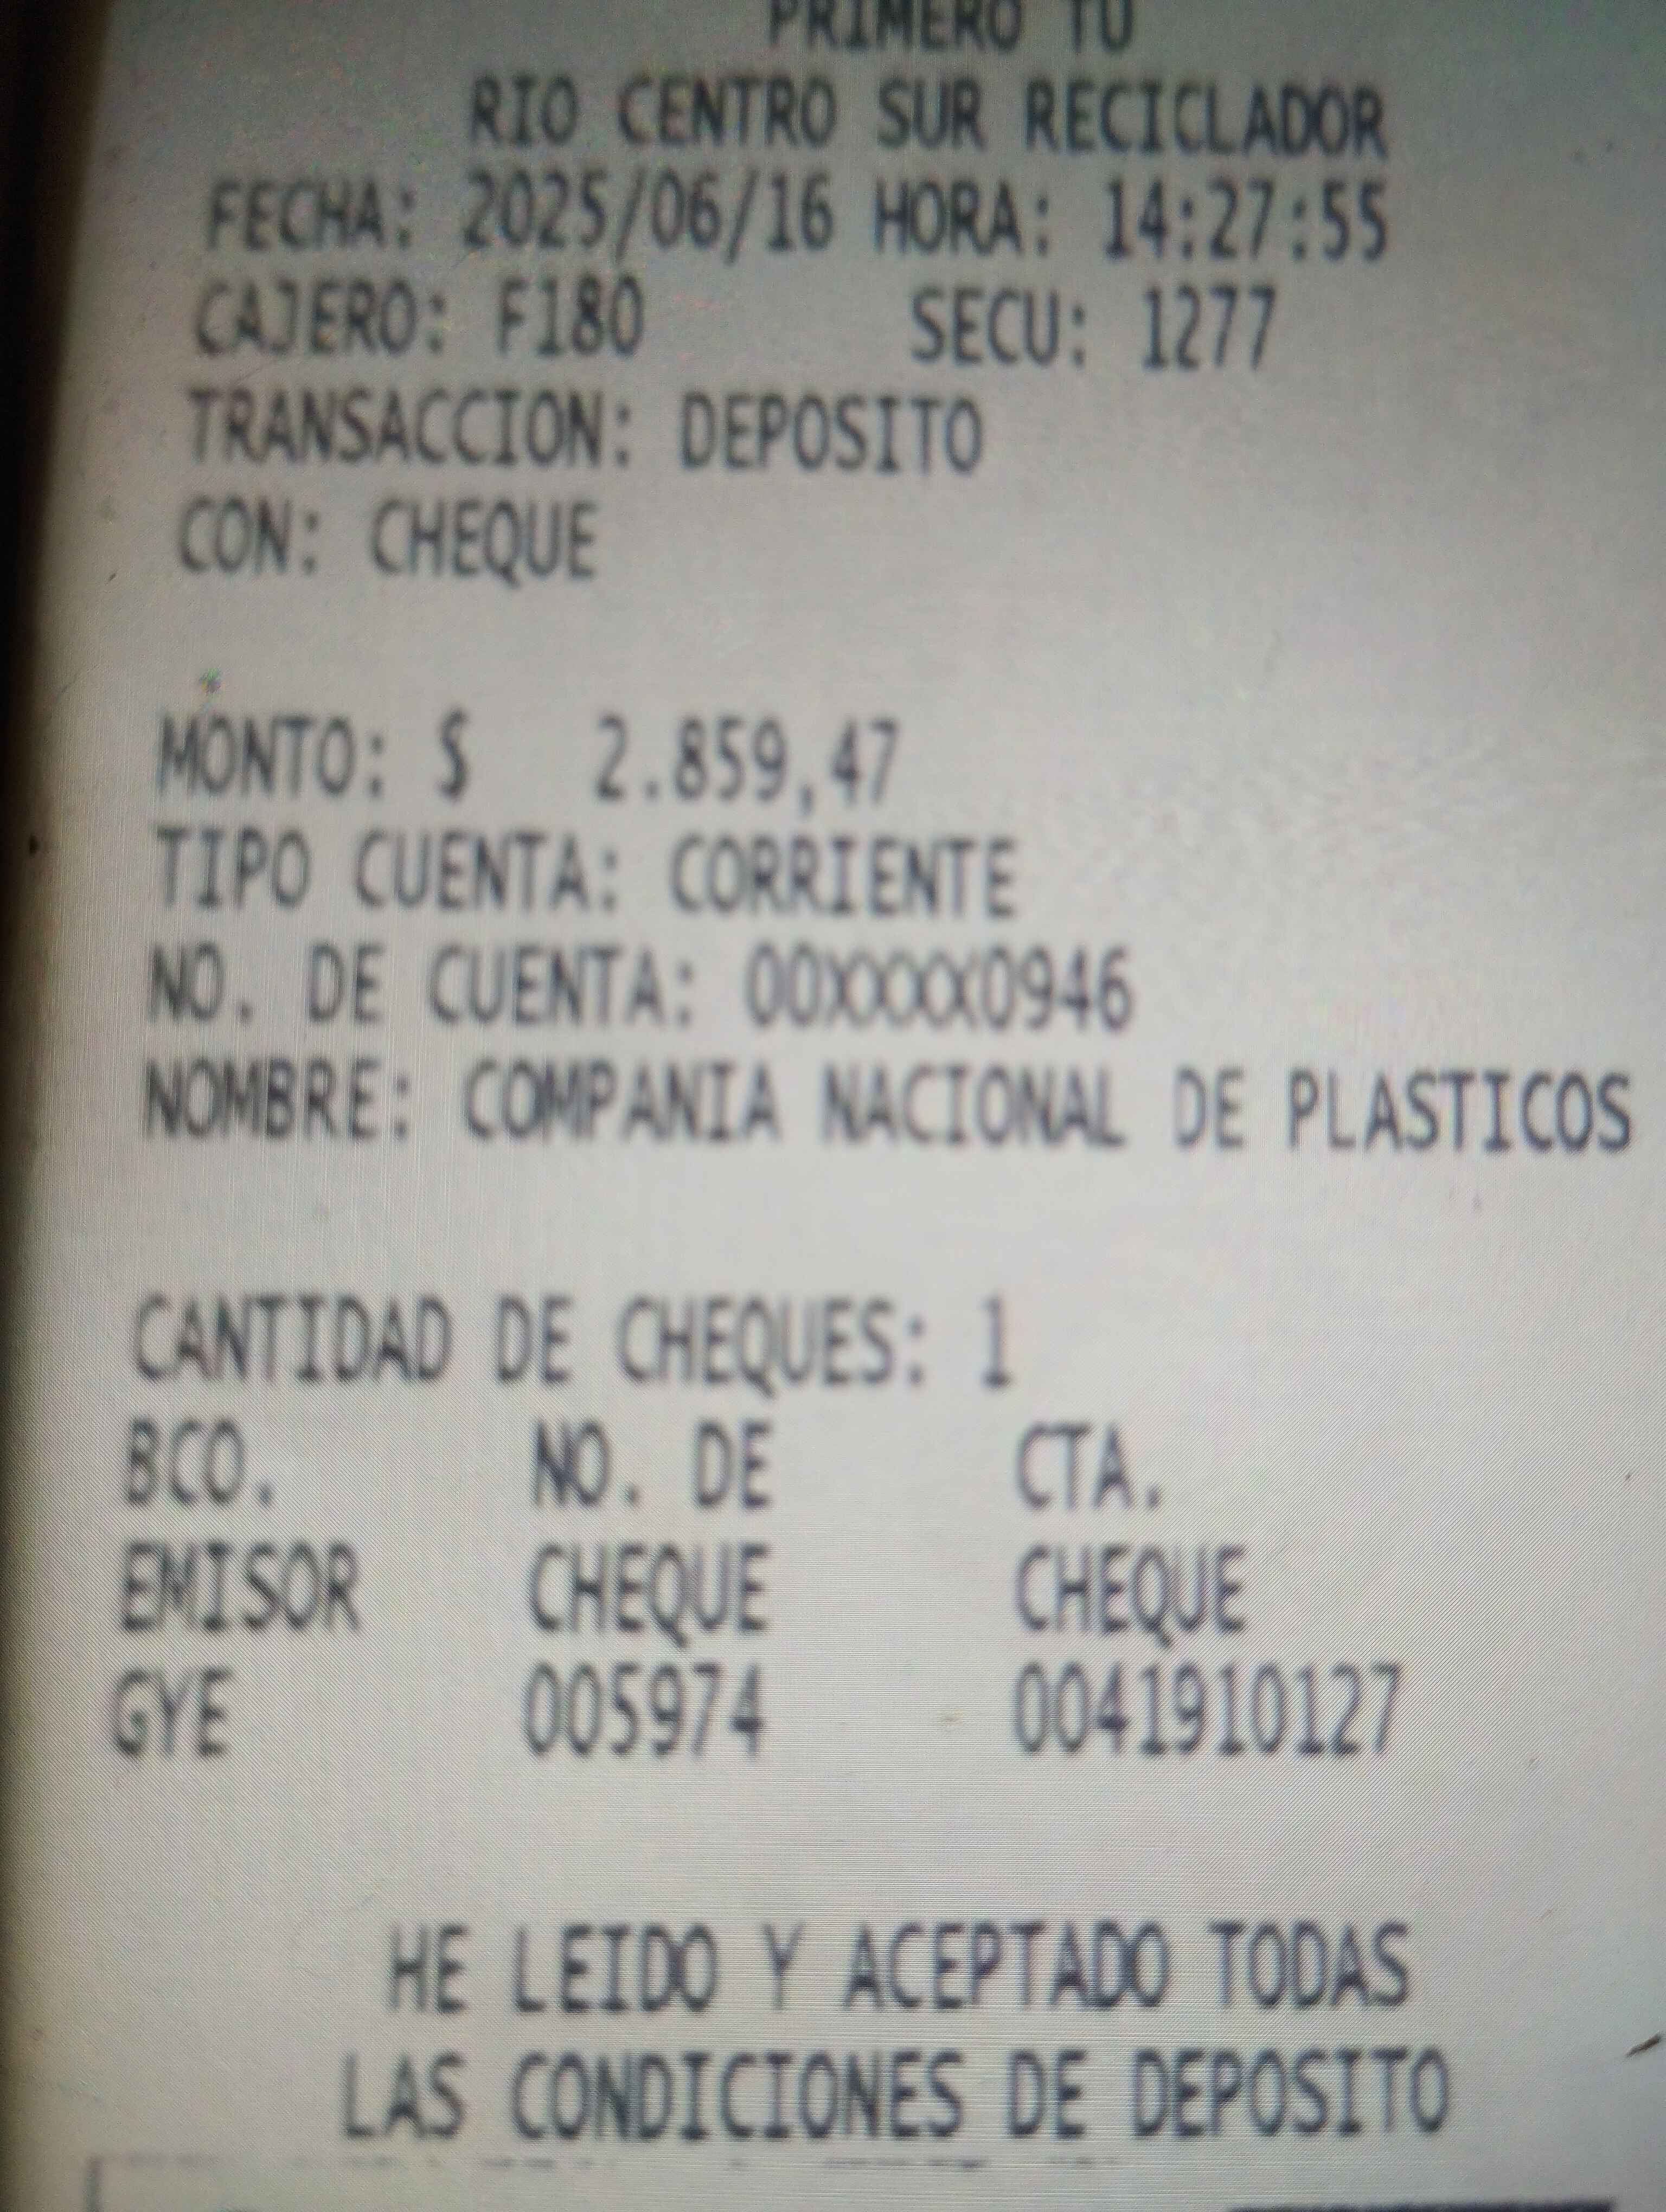 PRIMERO TU
RIO CENTRO SUR RECICLADOR
FECHA: 2025/06/16 HORA: 14:27:55
CAJERO: F180 SECU: 1277
TRANSACCION: DEPOSITO
CON: CHEQUE
MONTO: $ 2.859,47
TIPO CUENTA: CORRIENTE
NO. DE CUENTA: 00XXXX0946
NOMBRE: COMPANIA NACIONAL DE PLASTICOS
CANTIDAD DE CHEQUES: 1
BCO. NO. DE CTA.
EMISOR CHEQUE CHEQUE
GYE 005974 0041910127
HE LEIDO Y ACEPTADO TODAS
LAS CONDICIONES DE DEPOSITO